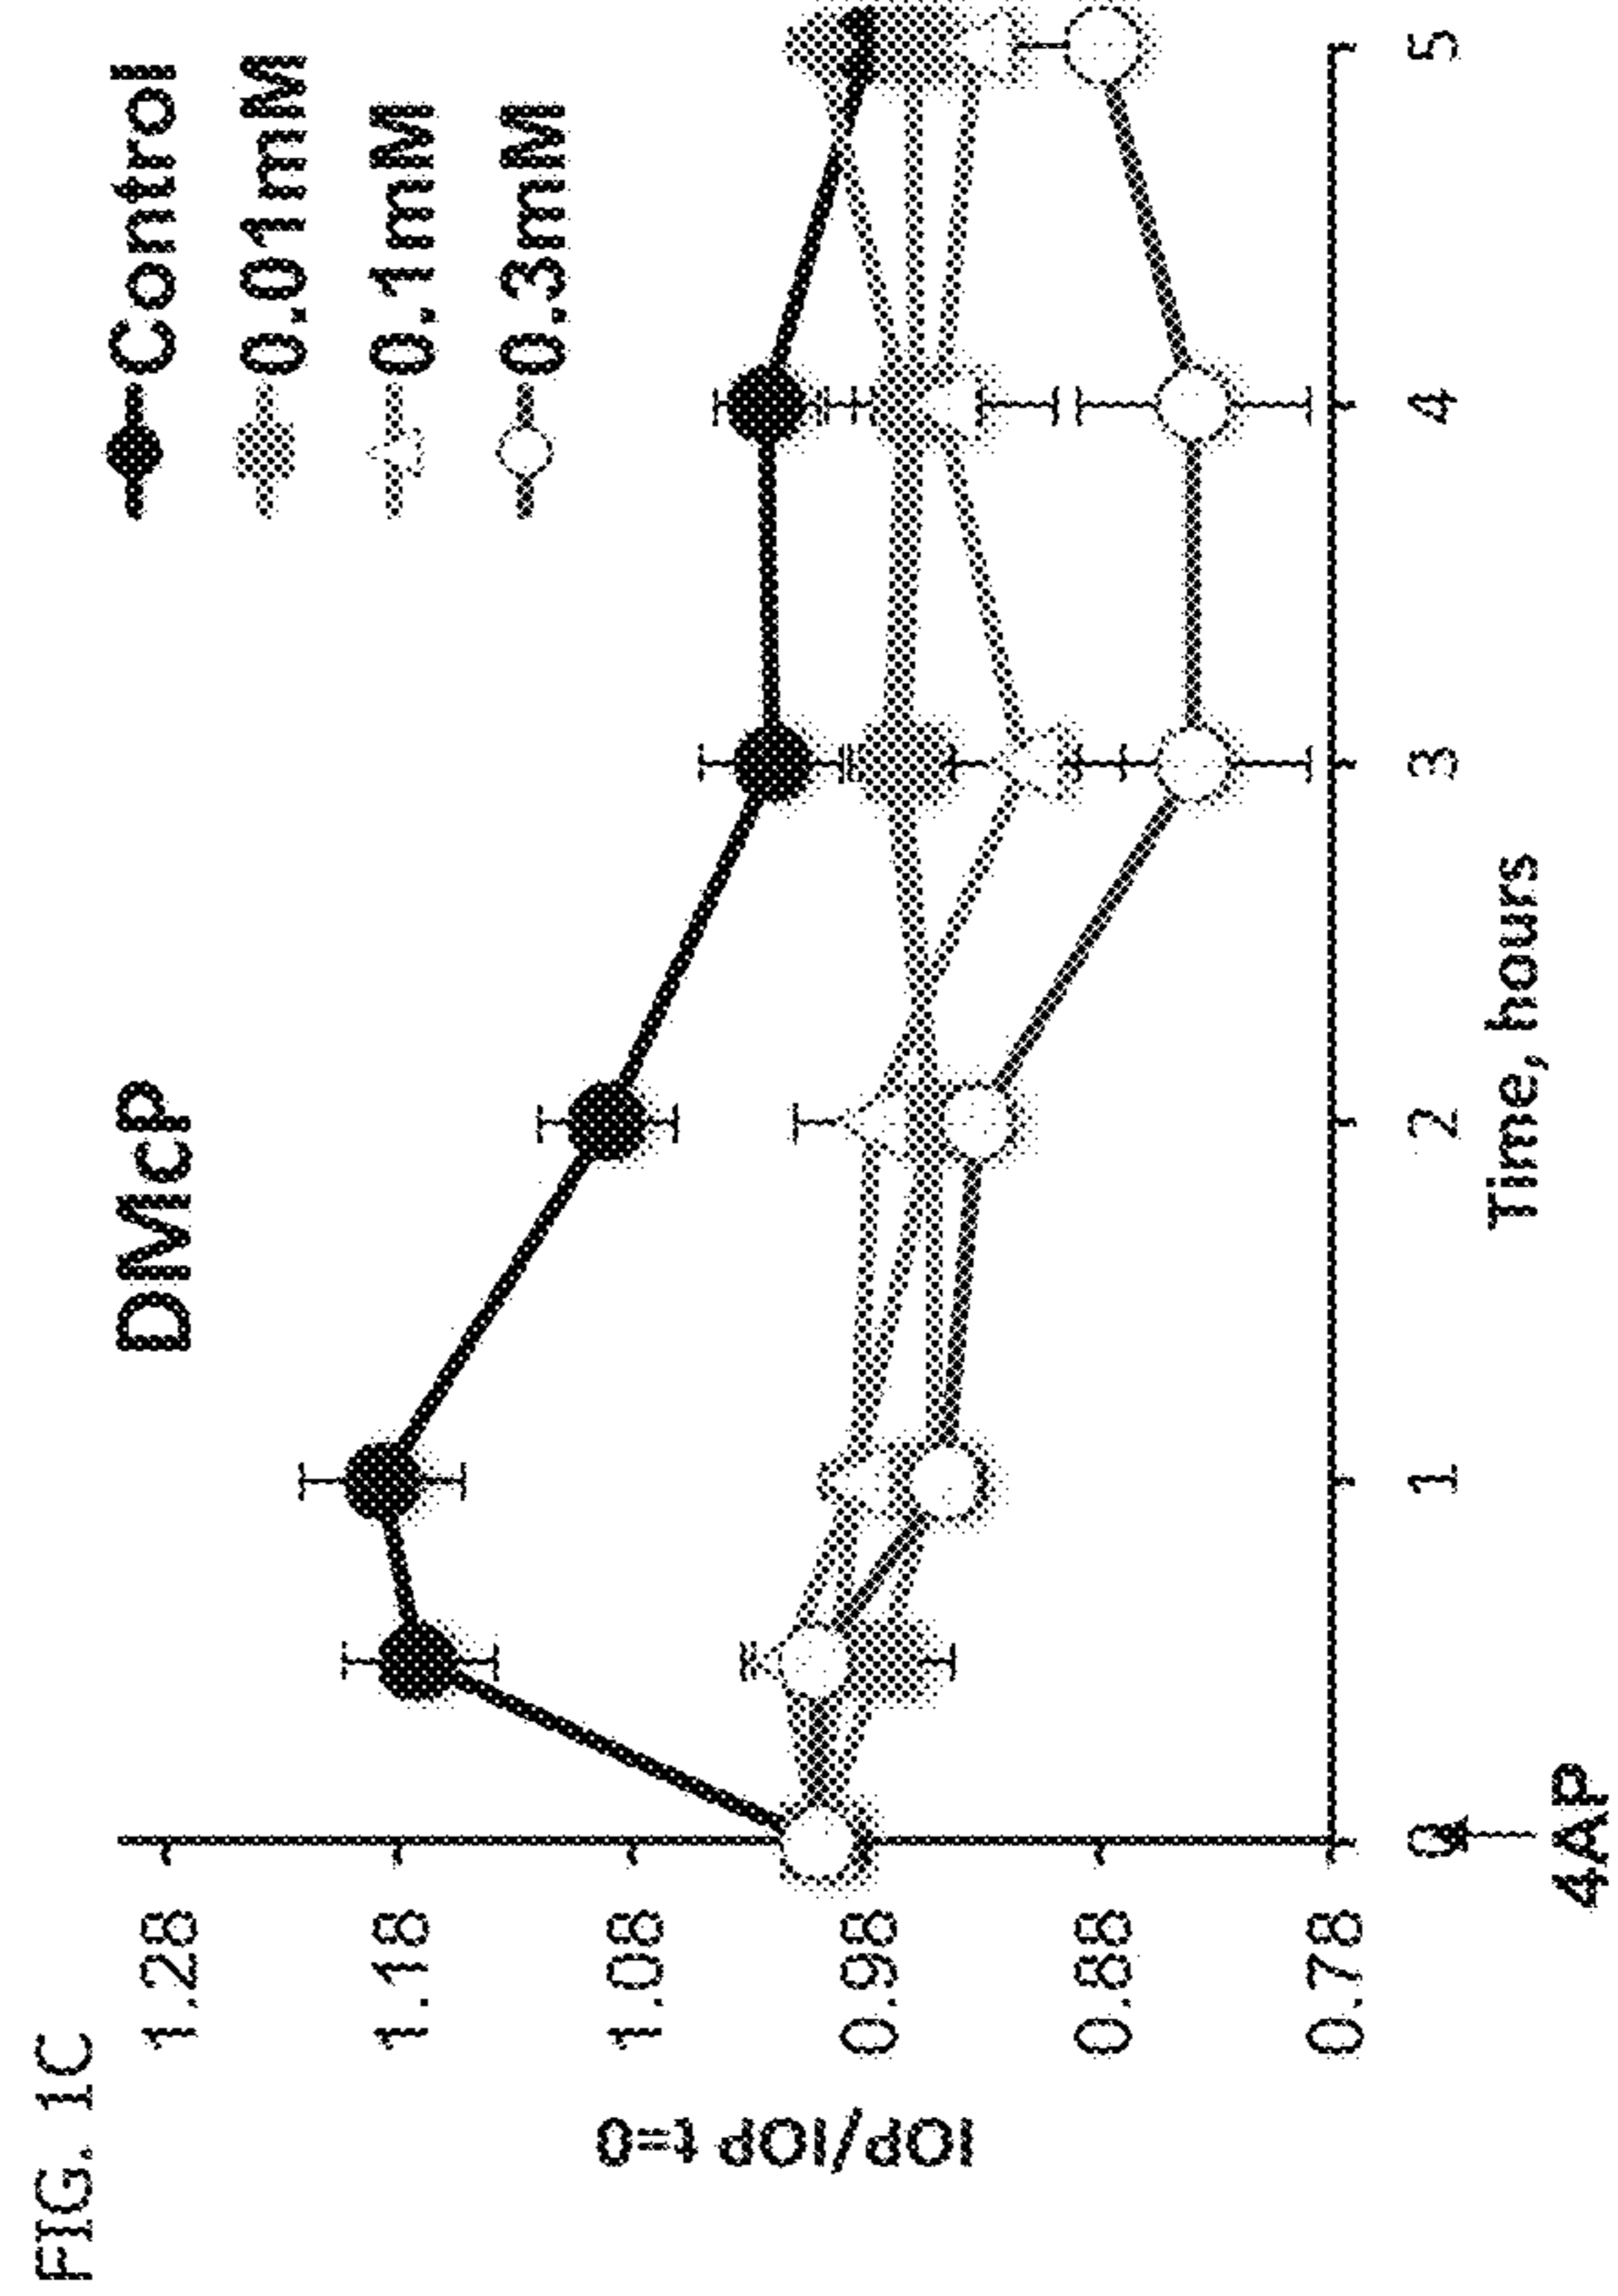 FIG. 1C
DMcP
Control
0.01mM
0.1mM
0.3mM
IOP/IOP t=0
1.28
1.18
1.08
0.98
0.88
0.78
0
1
2
3
4
5
Time, hours
4AP